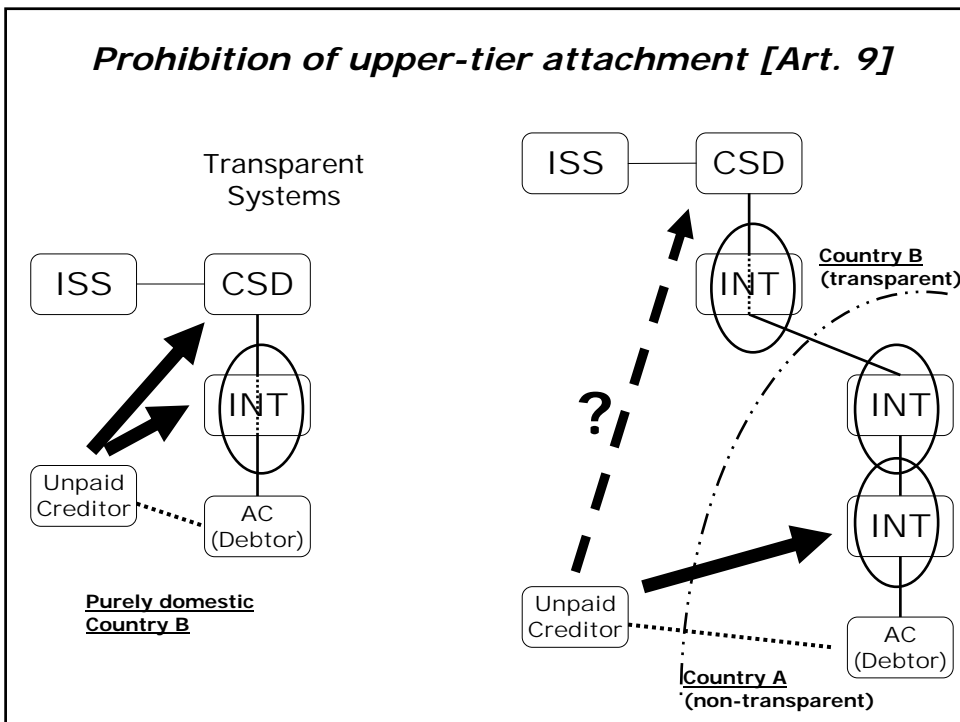 Prohibition of upper-tier attachment [Art. 9]
Transparent
Systems
ISS
CSD
INT
Unpaid
Creditor
AC
(Debtor)
Purely domestic
Country B
ISS
CSD
INT
Country B
(transparent)
?
INT
INT
Unpaid
Creditor
AC
(Debtor)
Country A
(non-transparent)